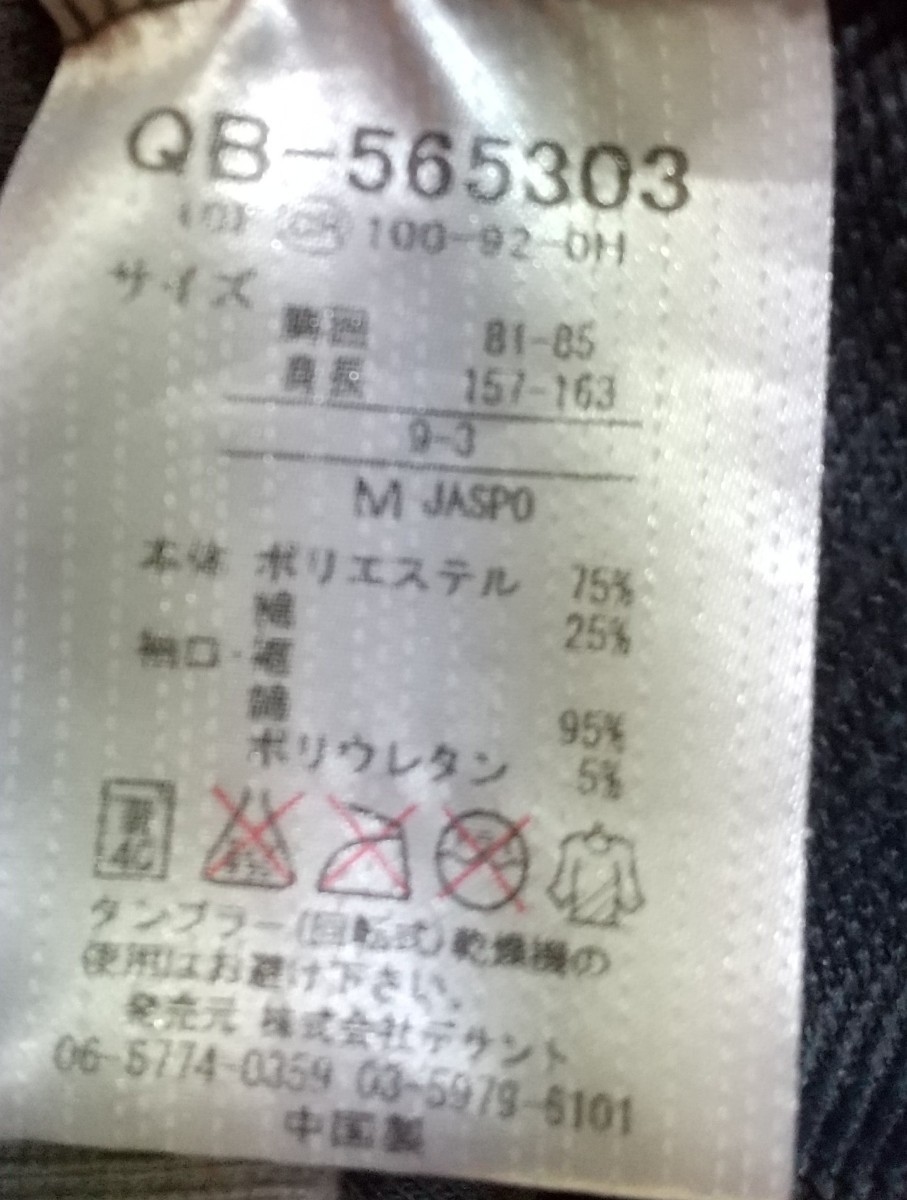 QB-565303
100-92-0H
サイズ
胸囲 81-85
身長 157-163
9-3
M JASPO
本体 ポリエステル 75%
綿 25%
袖口・裾
綿 95%
ポリウレタン 5%
40
タンブラー(回転式)乾燥機の
使用はお避け下さい。
発売元 株式会社デサント
06-5774-0359 03-5979-6101
中国製